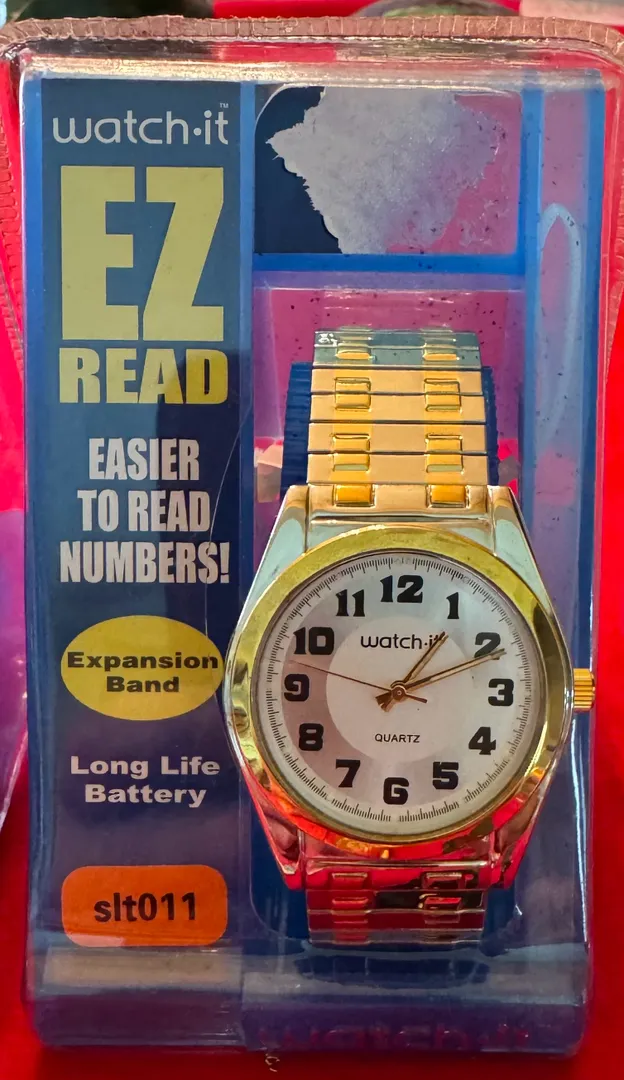 watch·it™
EZ
READ
EASIER
TO READ
NUMBERS!
Expansion
Band
Long Life
Battery
slt011
12
1
2
3
4
5
6
7
8
9
10
11
watch·it
QUARTZ